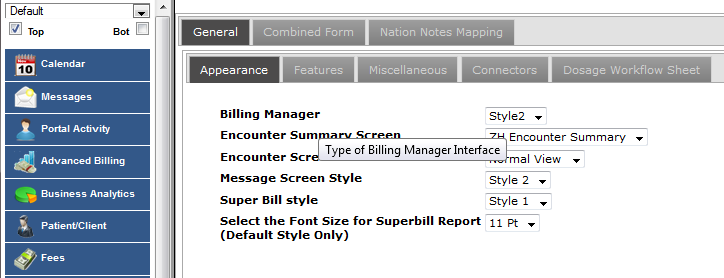 Default
Top Bot
Nov
10
Calendar
Messages
Portal Activity
Advanced Billing
Business Analytics
Patient/Client
Fees
General Combined Form Nation Notes Mapping
Appearance Features Miscellaneous Connectors Dosage Workflow Sheet
Billing Manager Style2
Encounter Summary Screen ZH Encounter Summary
Type of Billing Manager Interface
Encounter Normal View
Message Screen Style Style 2
Super Bill style Style 1
Select the Font Size for Superbill Report 11 Pt
(Default Style Only)